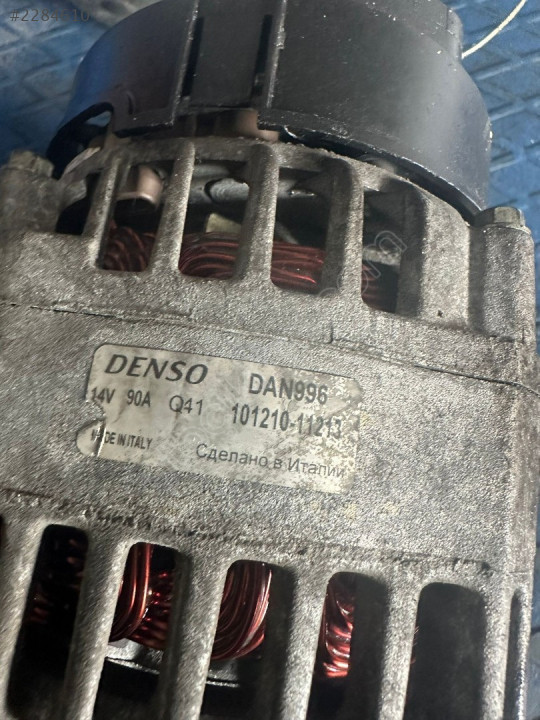 DENSO DAN996
14V 90A Q41 101210-11213
MADE IN ITALY
Сделано в Италии